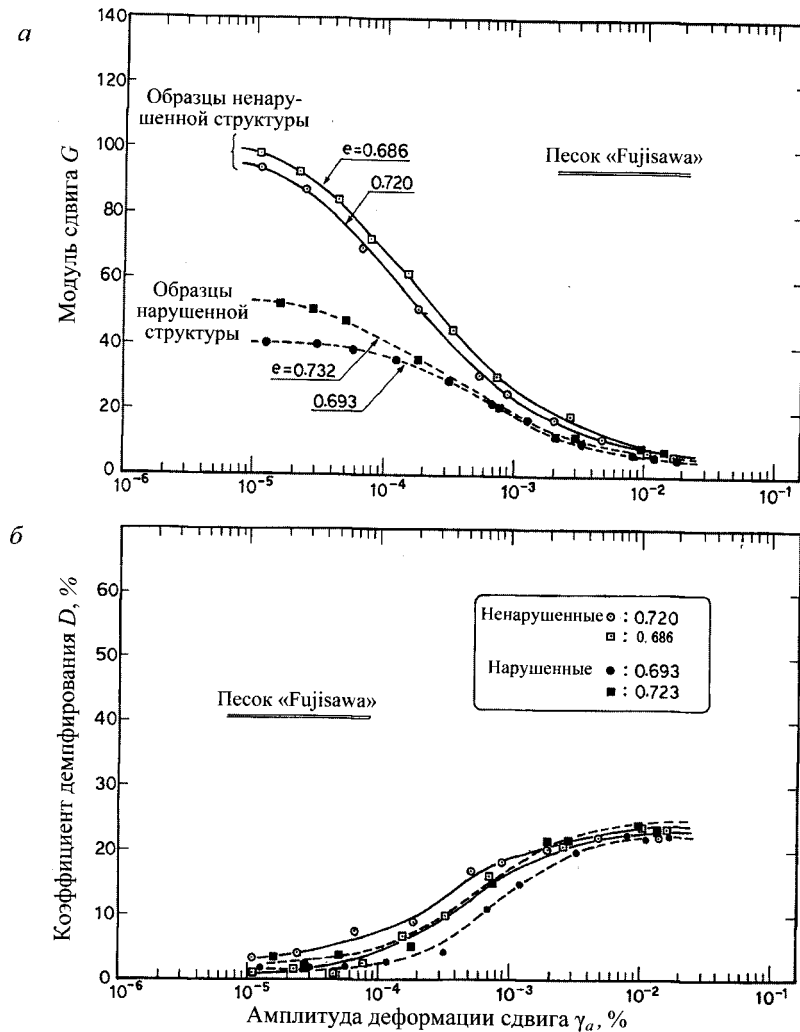 а
140
120
100
80
60
40
20
0
Модуль сдвига G
Образцы ненару-
шенной структуры
e=0.686
0.720
Песок «Fujisawa»
Образцы
нарушенной
структуры
e=0.732
0.693
10⁻⁶ 10⁻⁵ 10⁻⁴ 10⁻³ 10⁻² 10⁻¹
б
60
50
40
30
20
10
0
Коэффициент демпфирования D, %
Ненарушенные ⊙ : 0.720
⊡ : 0.686
Нарушенные ● : 0.693
■ : 0.723
Песок «Fujisawa»
10⁻⁶ 10⁻⁵ 10⁻⁴ 10⁻³ 10⁻² 10⁻¹
Амплитуда деформации сдвига γₐ, %